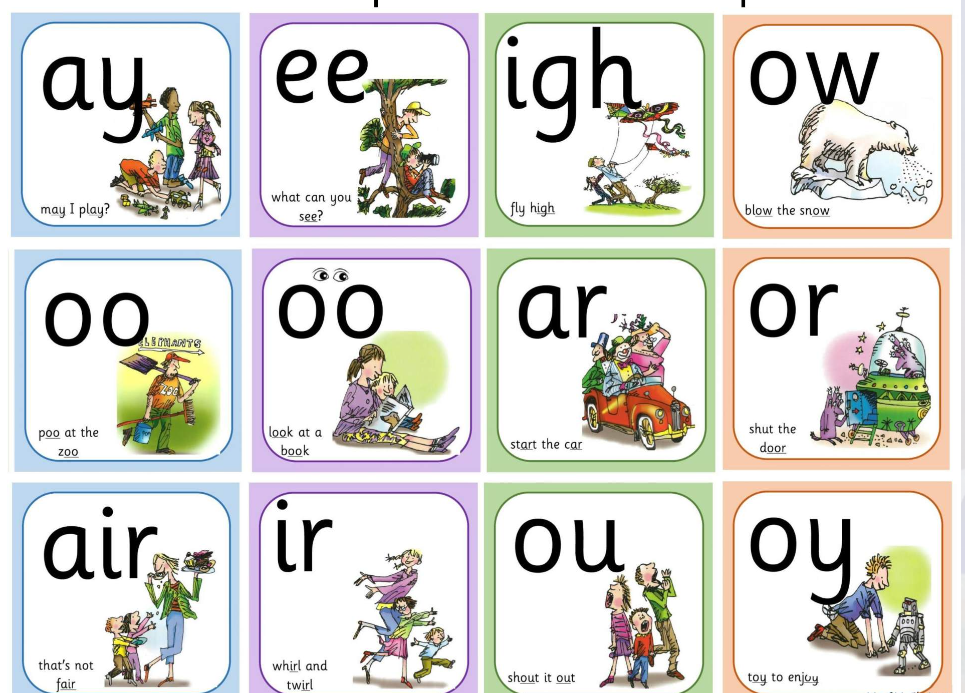 ay
may I play?
ee
what can you
see?
igh
fly high
ow
blow the snow
oo
ELEPHANTS
ZOO
poo at the
zoo
oo
look at a
book
ar
start the car
or
shut the
door
air
that's not
fair
ir
whirl and
twirl
ou
shout it out
oy
toy to enjoy